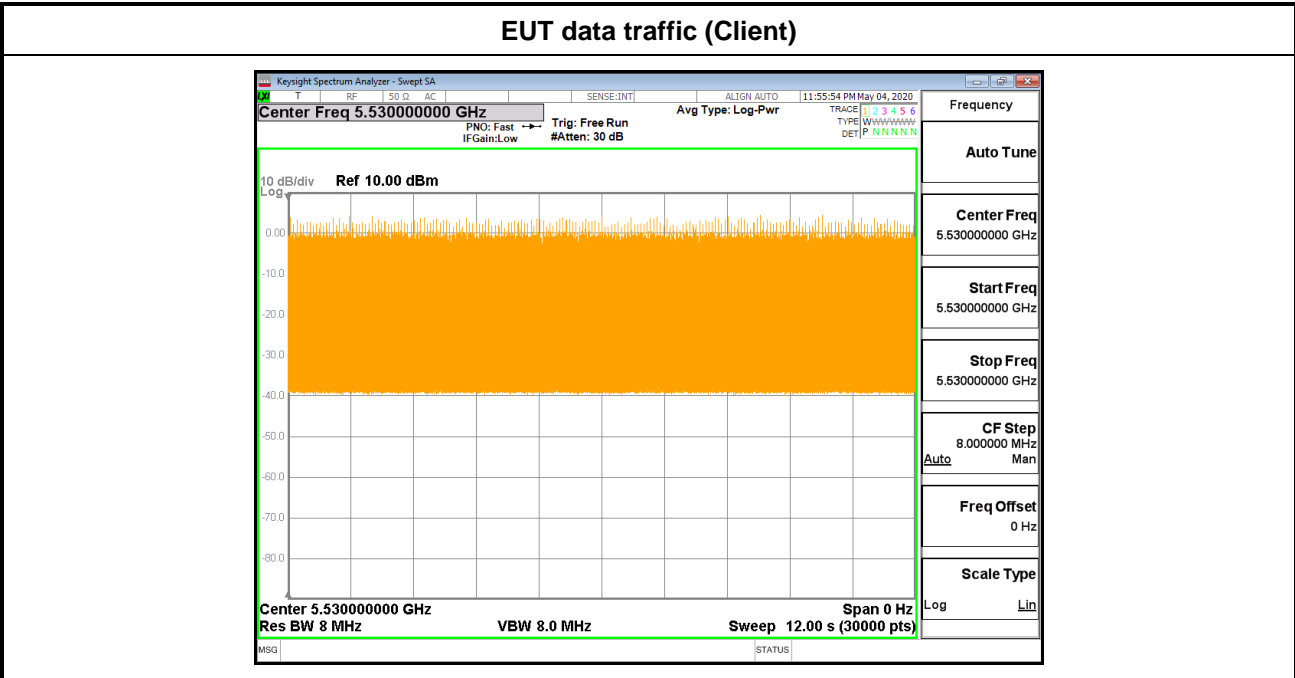 EUT data traffic (Client)
Keysight Spectrum Analyzer - Swept SA
LXI T RF 50 Ω AC SENSE:INT ALIGN AUTO 11:55:54 PM May 04, 2020
Center Freq 5.530000000 GHz
PNO: Fast
IFGain:Low
Trig: Free Run
#Atten: 30 dB
Avg Type: Log-Pwr
TRACE 1 2 3 4 5 6
TYPE W WWWWW
DET P N N N N N
10 dB/div
Log
Ref 10.00 dBm
0.00
-10.0
-20.0
-30.0
-40.0
-50.0
-60.0
-70.0
-80.0
Center 5.530000000 GHz
Span 0 Hz
Res BW 8 MHz
VBW 8.0 MHz
Sweep 12.00 s (30000 pts)
MSG
STATUS
Frequency
Auto Tune
Center Freq
5.530000000 GHz
Start Freq
5.530000000 GHz
Stop Freq
5.530000000 GHz
CF Step
8.000000 MHz
Auto Man
Freq Offset
0 Hz
Scale Type
Log Lin